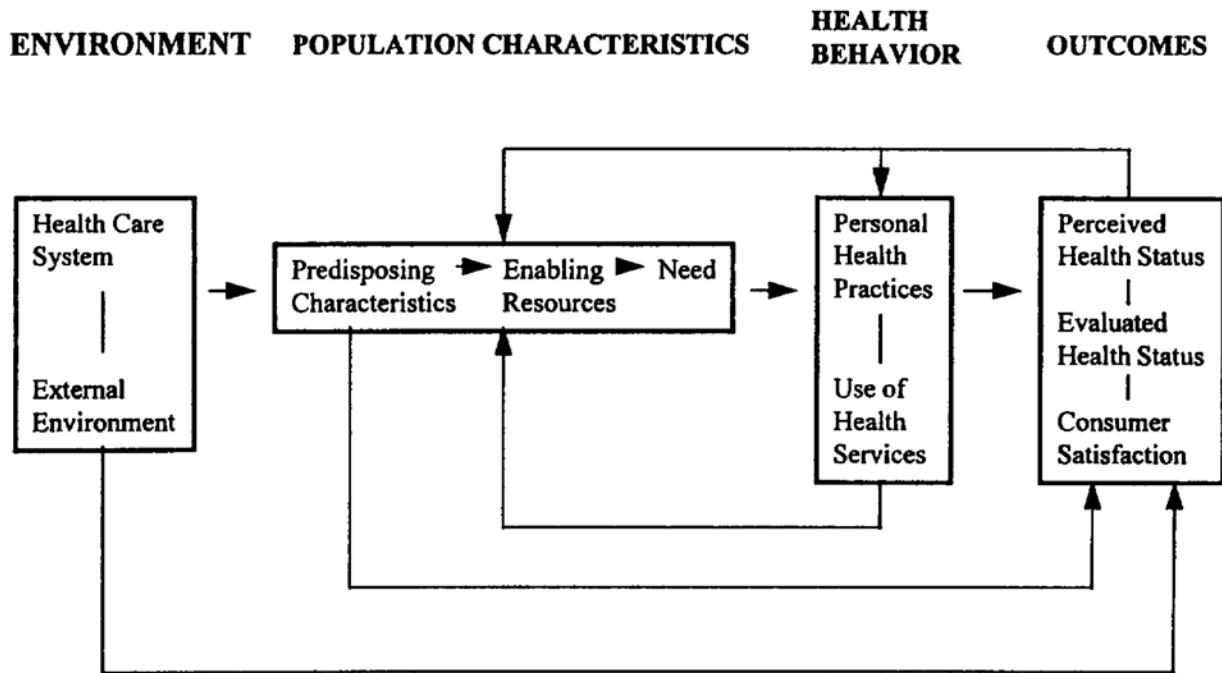 ENVIRONMENT
POPULATION CHARACTERISTICS
HEALTH
BEHAVIOR
OUTCOMES
Health Care
System
External
Environment
Predisposing
Characteristics
Enabling
Resources
Need
Personal
Health
Practices
Use of
Health
Services
Perceived
Health Status
Evaluated
Health Status
Consumer
Satisfaction